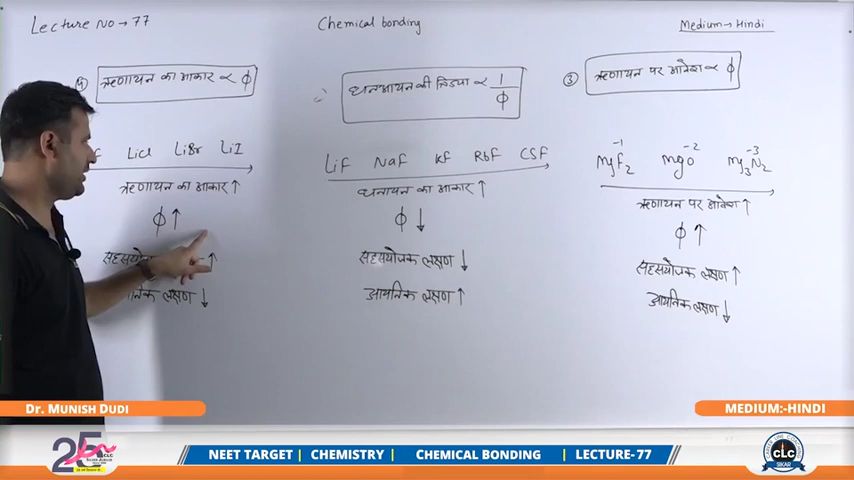 Lecture No → 77
Chemical bonding
Medium → Hindi
ऋणायन का आकार ∝ ϕ
LiCl LiBr LiI
ऋणायन का आकार ↑
ϕ ↑
↑
लक्षण ↓
धनआयन की त्रिज्या ∝ 1/ϕ
LiF NaF KF RbF CSF
धनायन का आकार ↑
ϕ ↓
सहसंयोजक लक्षण ↓
आयनिक लक्षण ↑
③ ऋणायन पर आवेश ∝ ϕ
MgF₂⁻¹ MgO⁻² Mg₃N₂⁻³
ऋणायन पर आवेश ↑
ϕ ↑
सहसंयोजक लक्षण ↑
आयनिक लक्षण ↓
Dr. MUNISH DUDI
MEDIUM:-HINDI
25
NEET TARGET | CHEMISTRY | CHEMICAL BONDING | LECTURE- 77
CLC
SIKAR